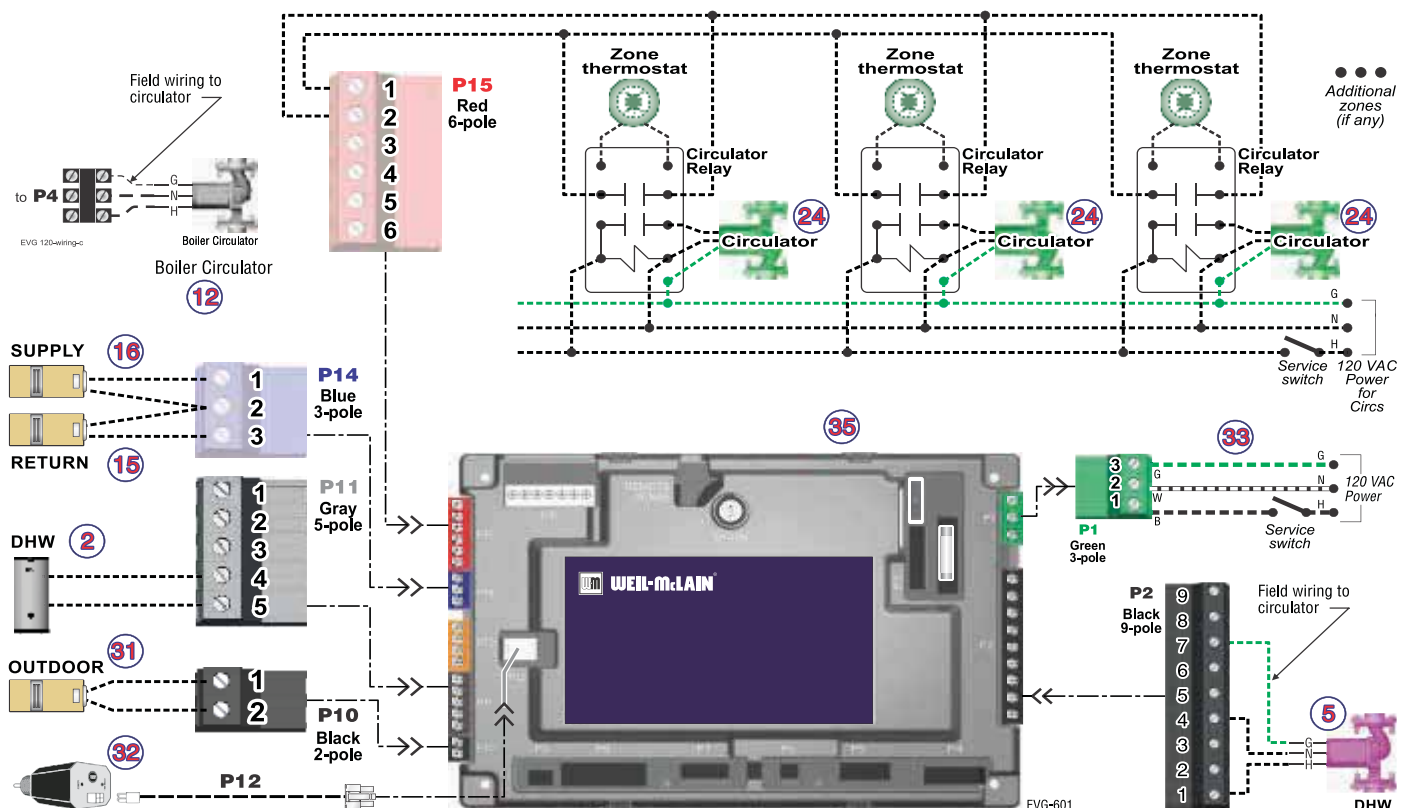 Field wiring to
circulator
to P4
G
N
H
EVG 120-wiring-c
Boiler Circulator
Boiler Circulator
12
1
2
3
4
5
6
P15
Red
6-pole
Zone
thermostat
Circulator
Relay
24
Circulator
Zone
thermostat
Circulator
Relay
24
Circulator
Zone
thermostat
Circulator
Relay
24
Circulator
Additional
zones
(if any)
G
N
H
Service
switch
120 VAC
Power
for
Circs
SUPPLY
16
RETURN
15
1
2
3
P14
Blue
3-pole
DHW
2
1
2
3
4
5
P11
Gray
5-pole
OUTDOOR
31
1
2
P10
Black
2-pole
32
P12
35
WM WEIL-McLAIN®
EVG-601
3
2
1
G
W
B
P1
Green
3-pole
33
G
N
H
120 VAC
Power
Service
switch
P2
Black
9-pole
9
8
7
6
5
4
3
2
1
Field wiring to
circulator
5
G
N
H
DHW